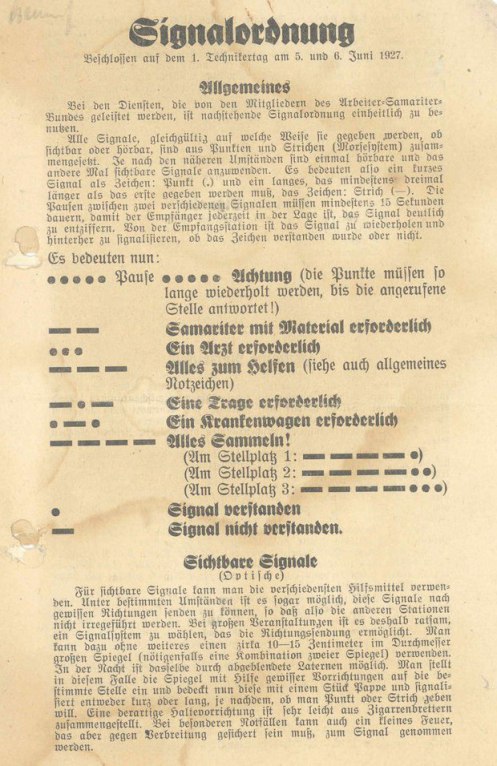 Signalordnung
Beschlossen auf dem 1. Technikertag am 5. und 6. Juni 1927.
Allgemeines
Bei den Diensten, die von den Mitgliedern des Arbeiter-Samariter-
Bundes geleistet werden, ist nachstehende Signalordnung einheitlich zu be-
nutzen.
Alle Signale, gleichgültig auf welche Weise sie gegeben werden, ob
sichtbar oder hörbar, sind aus Punkten und Strichen (Morsesystem) zusam-
mengesetzt. Je nach den näheren Umständen sind einmal hörbare und das
andere Mal sichtbare Signale anzuwenden. Es bedeuten also ein kurzes
Signal als Zeichen: Punkt (.) und ein langes, das mindestens dreimal
länger als das erste gegeben werden muß, das Zeichen: Strich (—). Die
Pausen zwischen zwei verschiedenen Signalen müssen mindestens 15 Sekunden
dauern, damit der Empfänger jederzeit in der Lage ist, das Signal deutlich
zu entziffern. Von der Empfangsstation ist das Signal zu wiederholen und
hinterher zu signalisieren, ob das Zeichen verstanden wurde oder nicht.
Es bedeuten nun:
● ● ● ● ● Pause ● ● ● ● ● Achtung (die Punkte müssen so
lange wiederholt werden, bis die angerufene
Stelle antwortet!)
— — Samariter mit Material erforderlich
● ● ● Ein Arzt erforderlich
— — — Alles zum Helfen (siehe auch allgemeines
Notzeichen)
— ● — Eine Trage erforderlich
● — ● Ein Krankenwagen erforderlich
— — — — Alles Sammeln!
(Am Stellplatz 1: — — — — ●)
(Am Stellplatz 2: — — — — ● ●)
(Am Stellplatz 3: — — — — ● ● ●)
● Signal verstanden
— Signal nicht verstanden.
Sichtbare Signale
(Optische)
Für sichtbare Signale kann man die verschiedensten Hilfsmittel verwen-
den. Unter bestimmten Umständen ist es sogar möglich, diese Signale nach
gewissen Richtungen senden zu können, so daß also die anderen Stationen
nicht irregeführt werden. Bei großen Veranstaltungen ist es deshalb ratsam,
ein Signalsystem zu wählen, das die Richtungssendung ermöglicht. Man
kann dazu ohne weiteres einen zirka 10—15 Zentimeter im Durchmesser
großen Spiegel (nötigenfalls eine Kombination zweier Spiegel) verwenden.
In der Nacht ist dasselbe durch abgeblendete Laternen möglich. Man stellt
in diesem Falle die Spiegel mit Hilfe gewisser Vorrichtungen auf die be-
stimmte Stelle ein und bedeckt nun diese mit einem Stück Pappe und signali-
siert entweder kurz oder lang, je nachdem, ob man Punkt oder Strich geben
will. Eine derartige Haltevorrichtung ist sehr leicht aus Zigarrenbrettern
zusammengestellt. Bei besonderen Notfällen kann auch ein kleines Feuer,
das aber gegen Verbreitung gesichert sein muß, zum Signal genommen
werden.